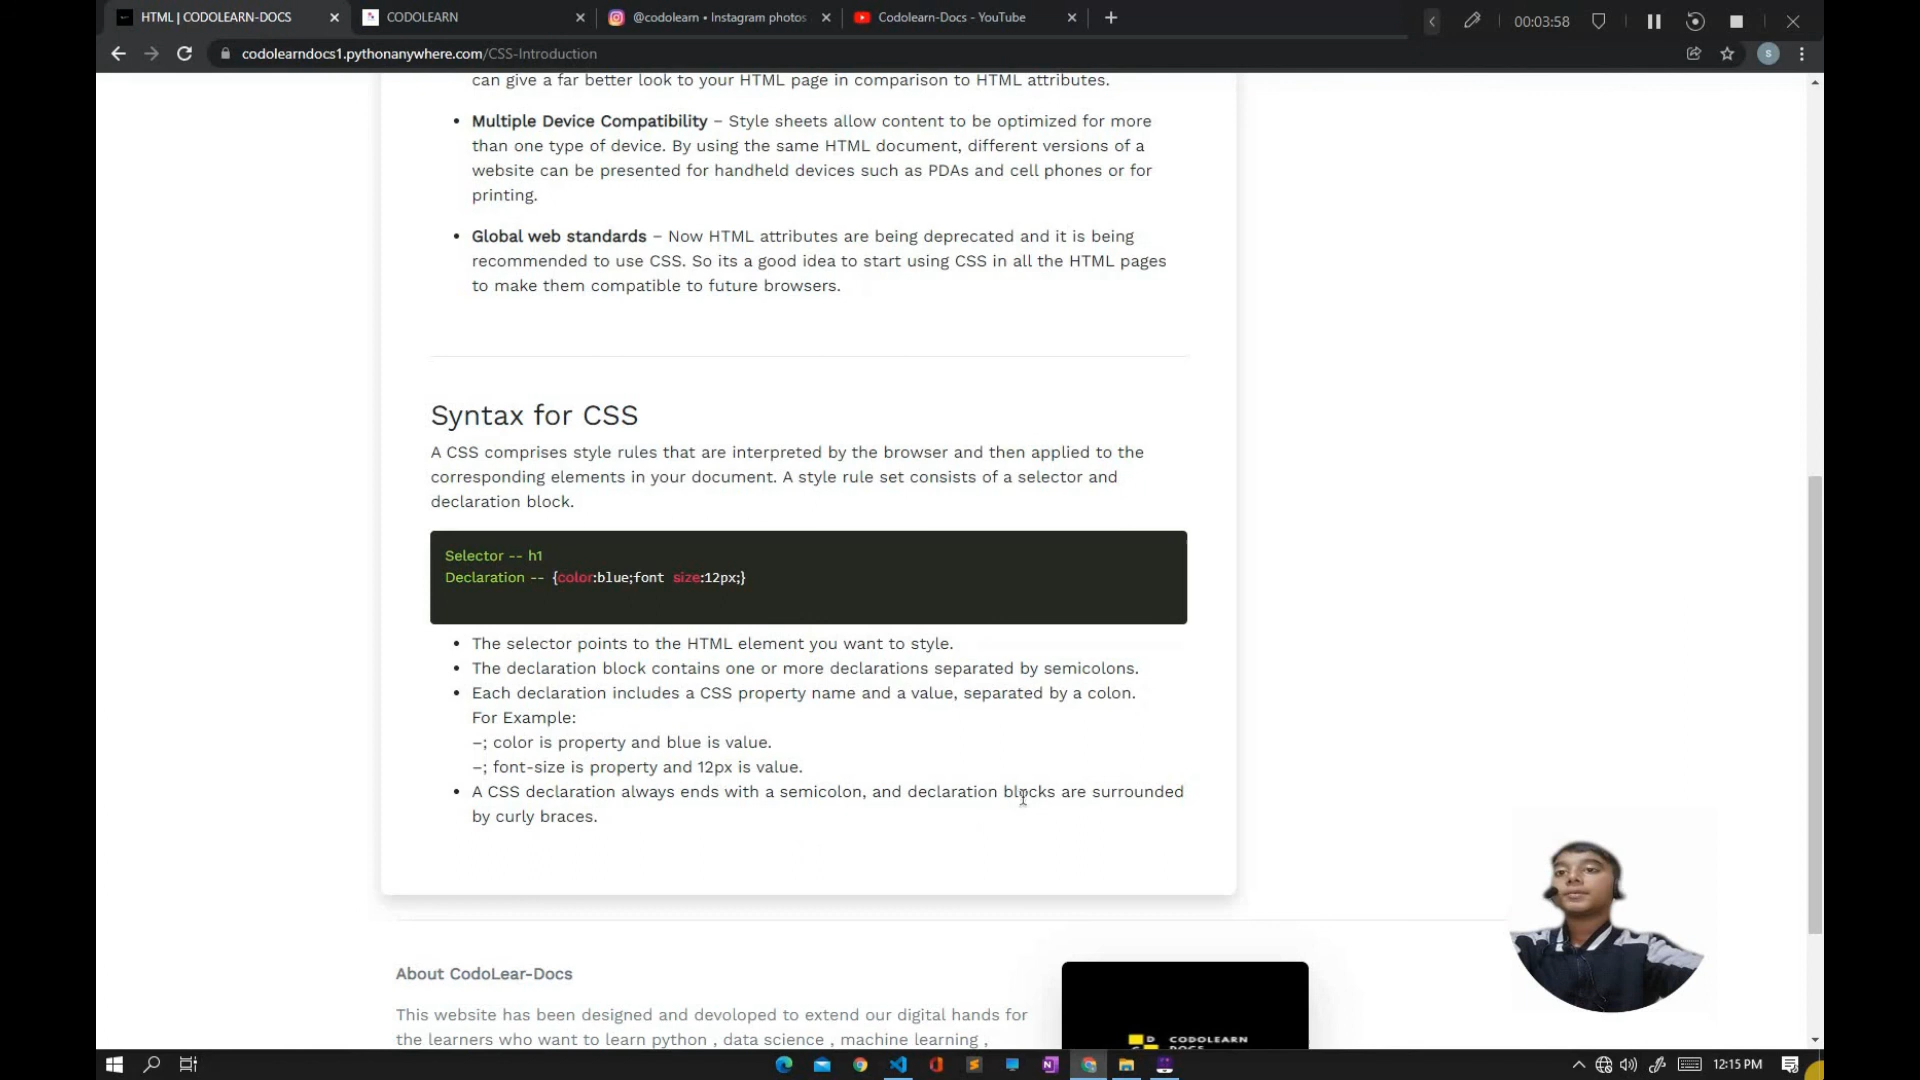 HTML | CODOLEARN-DOCS
CODOLEARN
@codolearn • Instagram photos
Codolearn-Docs - YouTube
00:03:58
codolearndocs1.pythonanywhere.com/CSS-Introduction
S
can give a far better look to your HTML page in comparison to HTML attributes.
• Multiple Device Compatibility – Style sheets allow content to be optimized for more
than one type of device. By using the same HTML document, different versions of a
website can be presented for handheld devices such as PDAs and cell phones or for
printing.
• Global web standards – Now HTML attributes are being deprecated and it is being
recommended to use CSS. So its a good idea to start using CSS in all the HTML pages
to make them compatible to future browsers.
Syntax for CSS
A CSS comprises style rules that are interpreted by the browser and then applied to the
corresponding elements in your document. A style rule set consists of a selector and
declaration block.
Selector -- h1
Declaration -- {color:blue;font size:12px;}
• The selector points to the HTML element you want to style.
• The declaration block contains one or more declarations separated by semicolons.
• Each declaration includes a CSS property name and a value, separated by a colon.
For Example:
–; color is property and blue is value.
–; font-size is property and 12px is value.
• A CSS declaration always ends with a semicolon, and declaration blocks are surrounded
by curly braces.
About CodoLear-Docs
This website has been designed and devoloped to extend our digital hands for
the learners who want to learn python , data science , machine learning ,
CODOLEARN
DOCS
12:15 PM